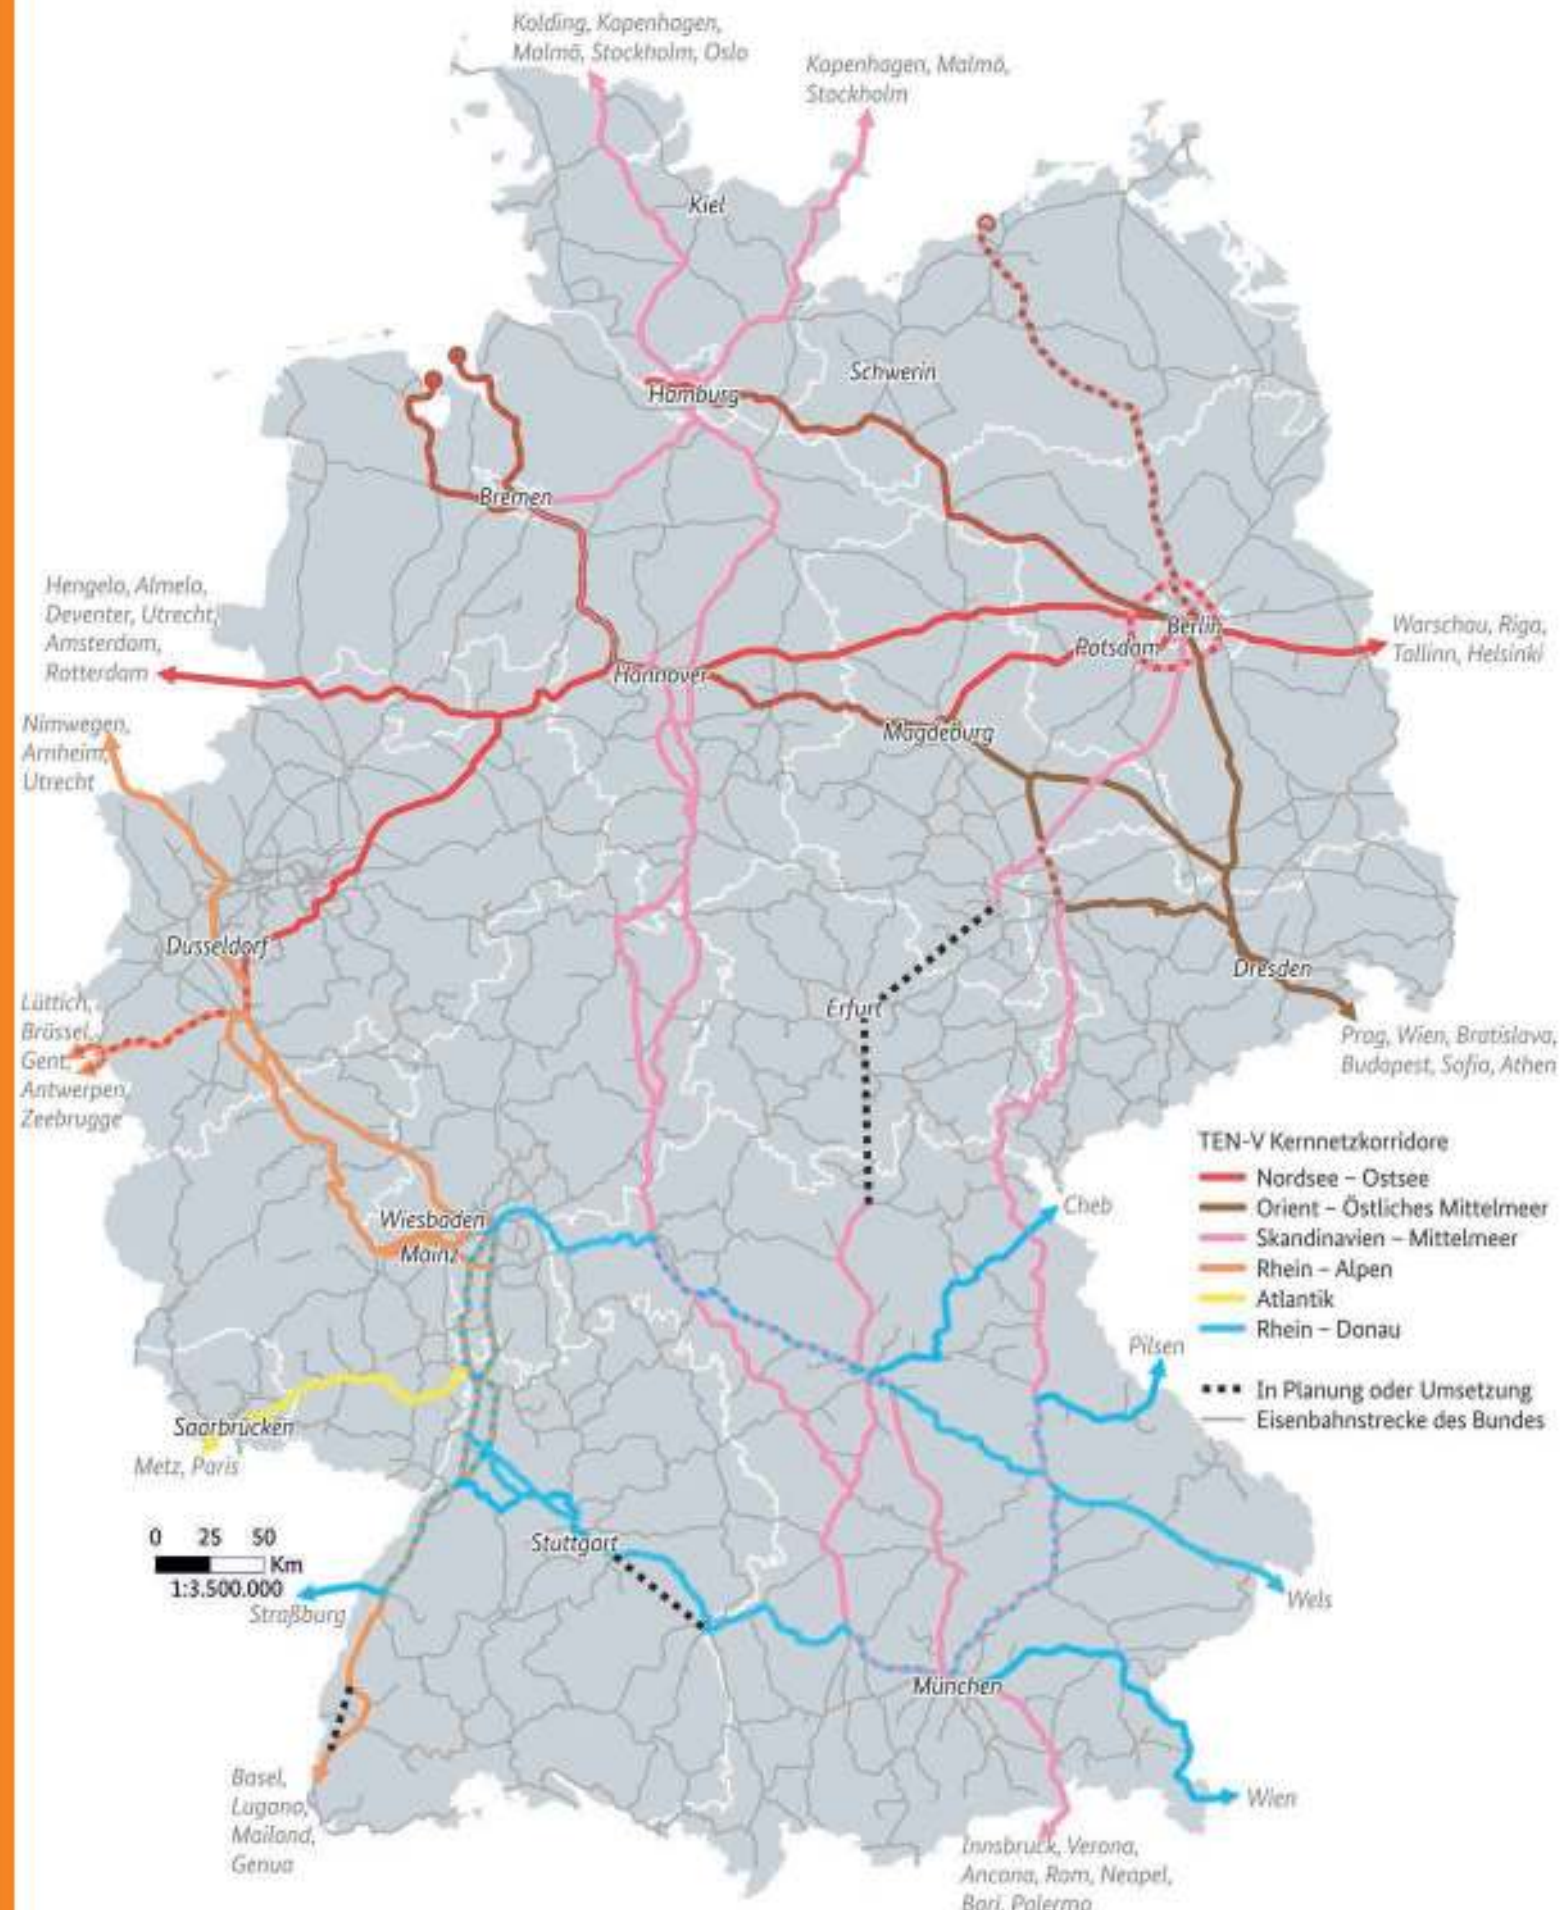 Kolding, Kopenhagen,
Malmö, Stockholm, Oslo
Kopenhagen, Malmö,
Stockholm
Kiel
Schwerin
Hamburg
Bremen
Hengelo, Almelo,
Deventer, Utrecht,
Amsterdam,
Rotterdam
Hannover
Potsdam
Berlin
Warschau, Riga,
Tallinn, Helsinki
Nimwegen,
Arnheim,
Utrecht
Magdeburg
Dusseldorf
Dresden
Erfurt
Lüttich,
Brüssel,
Gent,
Antwerpen,
Zeebrugge
Prag, Wien, Bratislava,
Budapest, Sofia, Athen
TEN-V Kernnetzkorridore
Nordsee – Ostsee
Orient – Östliches Mittelmeer
Skandinavien – Mittelmeer
Rhein – Alpen
Atlantik
Rhein – Donau
In Planung oder Umsetzung
Eisenbahnstrecke des Bundes
Cheb
Wiesbaden
Mainz
Pilsen
Saarbrücken
Metz, Paris
0 25 50
Km
1:3.500.000
Stuttgart
Straßburg
Wels
München
Wien
Basel,
Lugano,
Mailand,
Genua
Innsbruck, Verona,
Ancona, Rom, Neapel,
Bari, Palermo